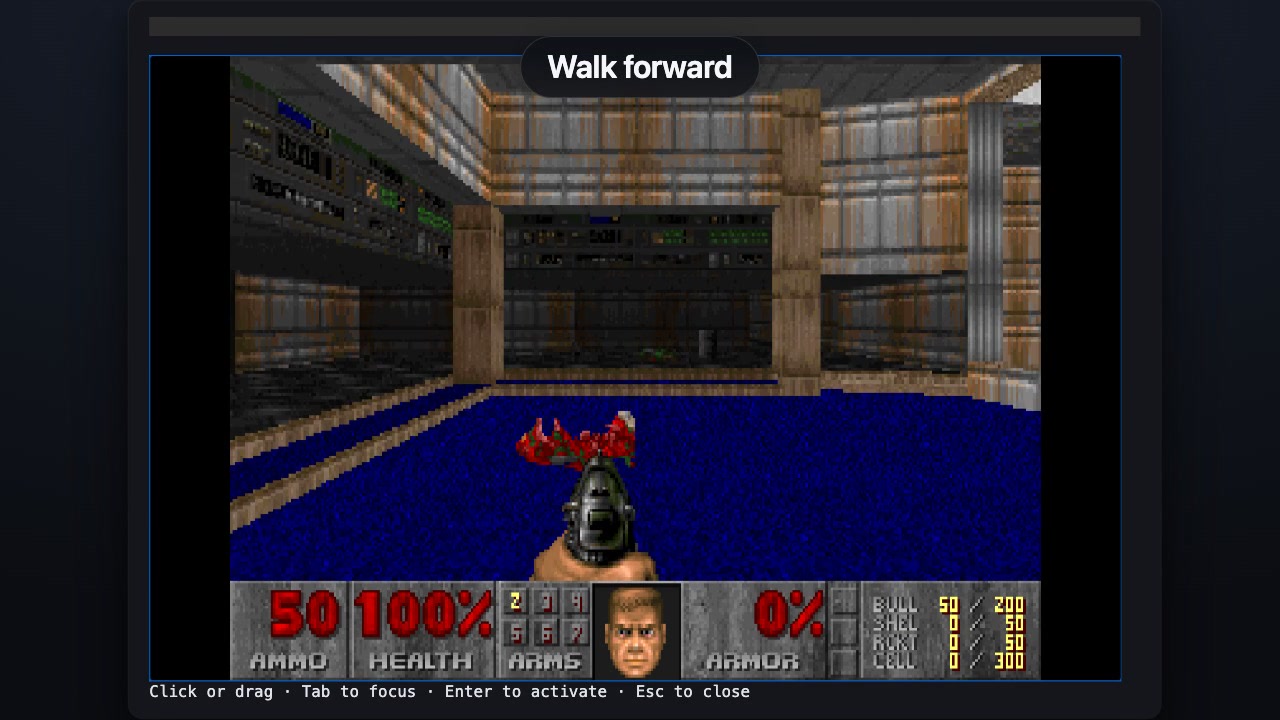 Walk forward
50 100% 2 3 4 0% BULL 50 / 200
SHEL 0 / 50
5 6 7 RCKT 0 / 50
AMMO HEALTH ARMS ARMOR CELL 0 / 300
Click or drag · Tab to focus · Enter to activate · Esc to close